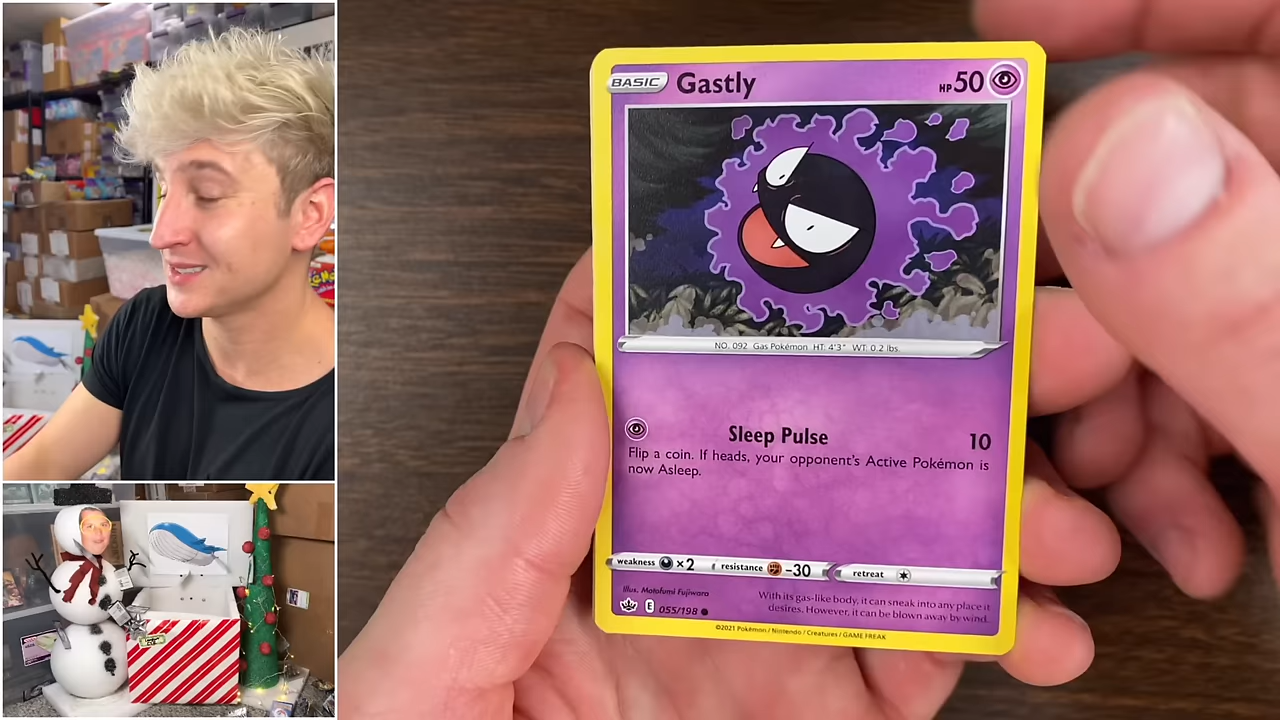 BASIC Gastly HP 50
NO. 092 Gas Pokémon HT: 4'3" WT: 0.2 lbs.
Sleep Pulse 10
Flip a coin. If heads, your opponent's Active Pokémon is
now Asleep.
weakness ×2 resistance -30 retreat
Illus. Motofumi Fujiwara
With its gas-like body, it can sneak into any place it
desires. However, it can be blown away by wind.
E 055/198
©2021 Pokémon / Nintendo / Creatures / GAME FREAK